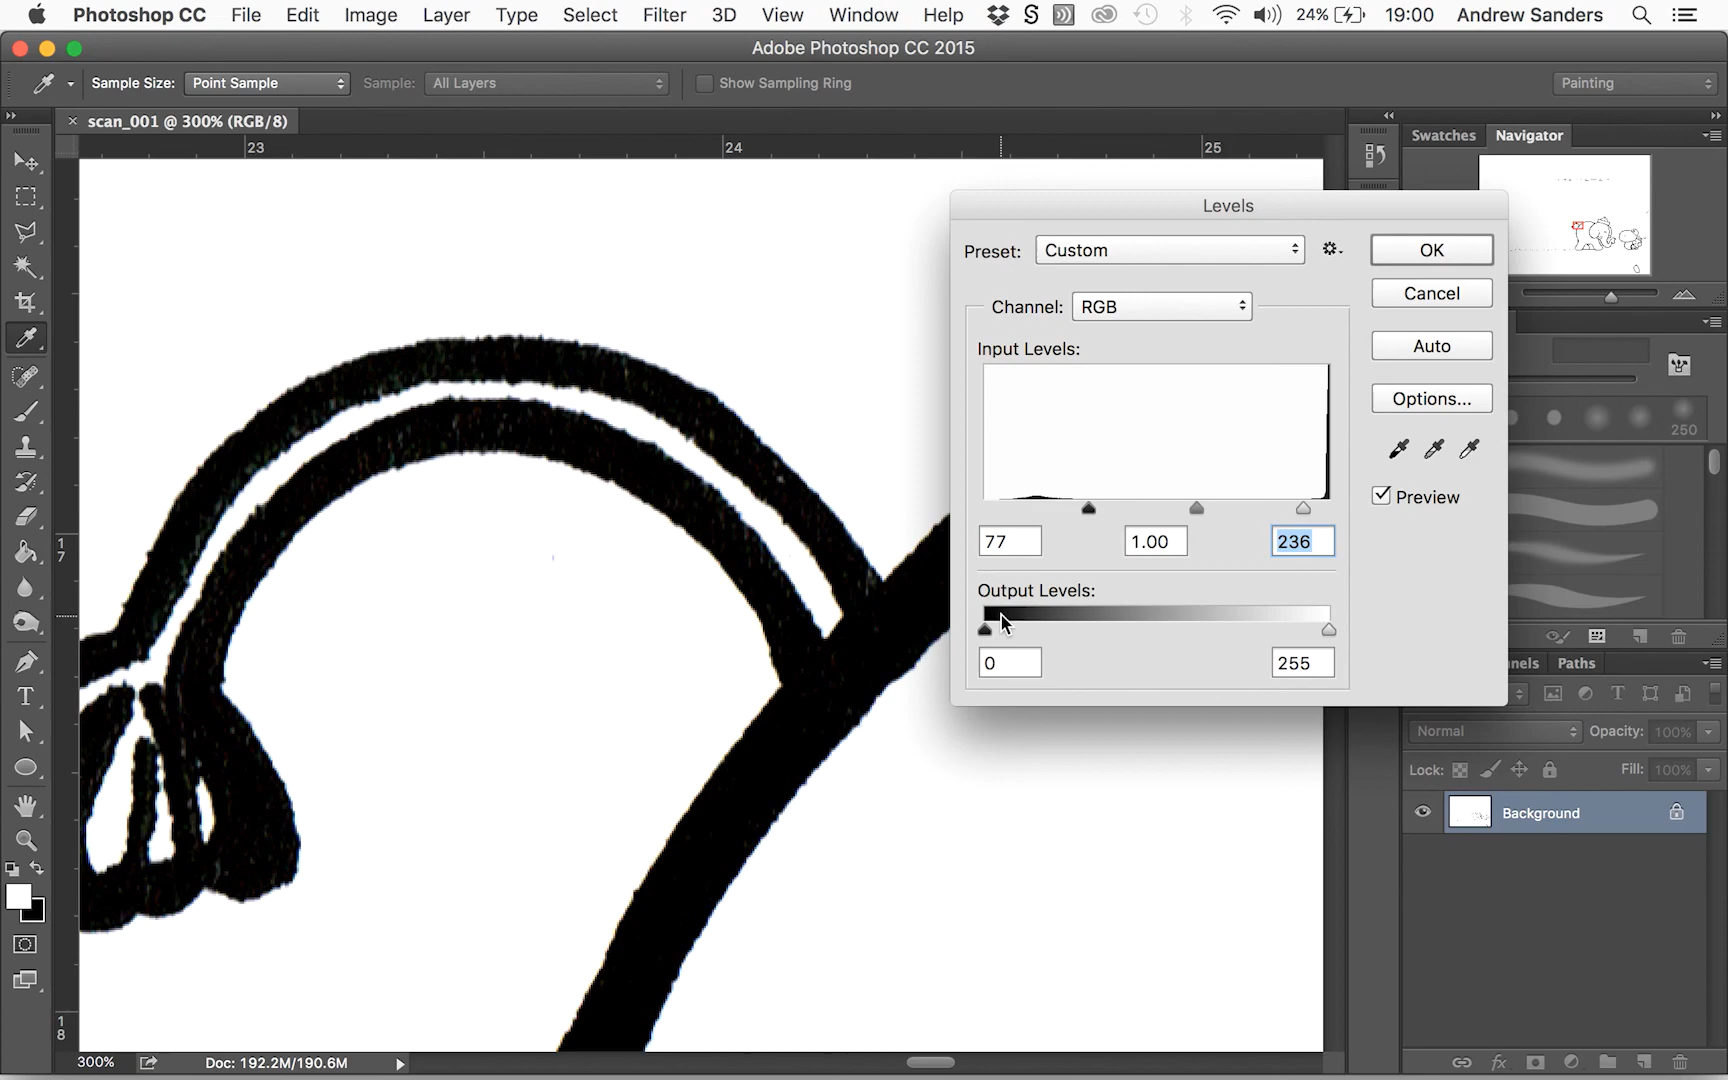 Photoshop CC File Edit Image Layer Type Select Filter 3D View Window Help 24% 19:00 Andrew Sanders
Adobe Photoshop CC 2015
Sample Size: Point Sample Sample: All Layers Show Sampling Ring Painting
× scan_001 @ 300% (RGB/8)
23 24 25
Swatches Navigator
Levels
Preset: Custom OK
Cancel
Channel: RGB
Auto
Input Levels:
Options...
250
Preview
77 1.00 236
1
7
Output Levels:
0 255
nels Paths
Normal Opacity: 100%
Lock: Fill: 100%
Background
1
8
300% Doc: 192.2M/190.6M